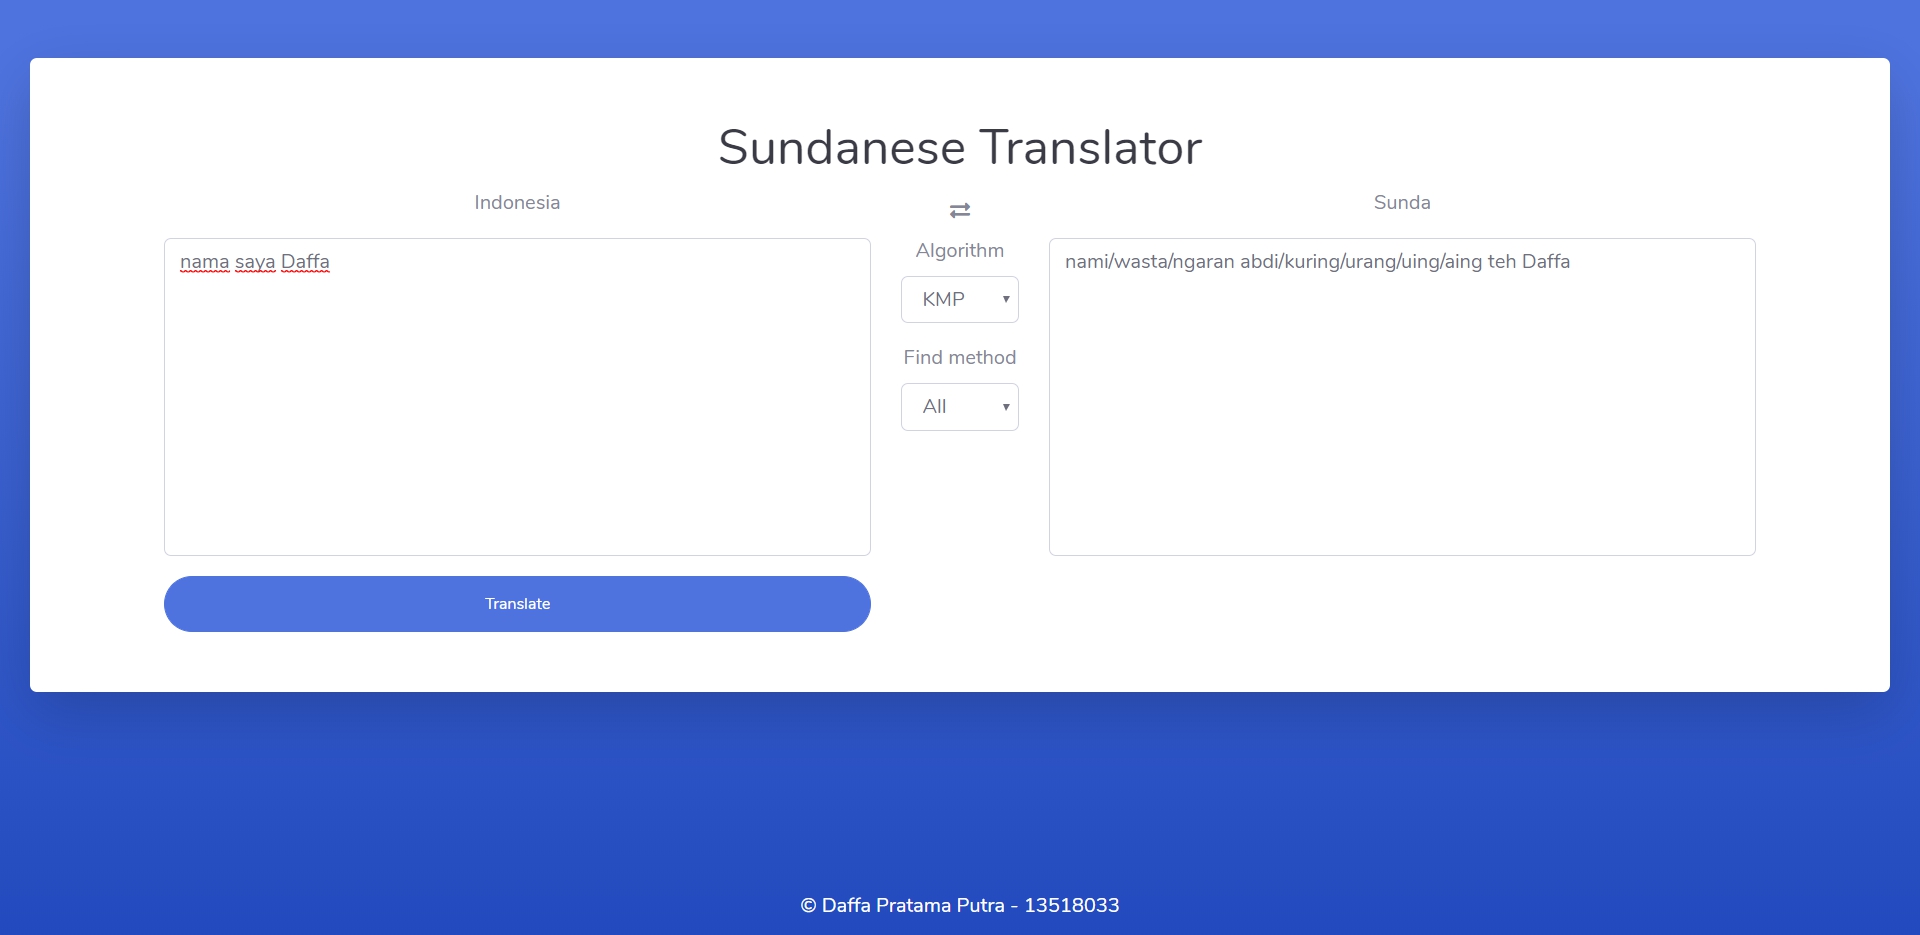 Sundanese Translator
Indonesia
Sunda
nama saya Daffa
Algorithm
KMP
Find method
All
nami/wasta/ngaran abdi/kuring/urang/uing/aing teh Daffa
Translate
© Daffa Pratama Putra - 13518033